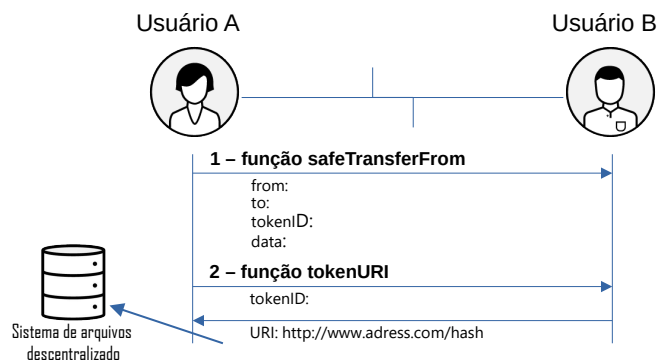 Usuário A
Usuário B
1 – função safeTransferFrom
from:
to:
tokenID:
data:
2 – função tokenURI
tokenID:
URI: http://www.adress.com/hash
Sistema de arquivos
descentralizado